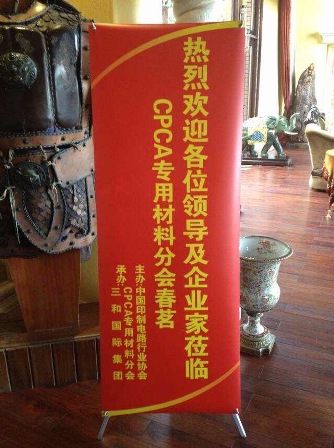 热烈欢迎各位领导及企业家莅临
CPCA专用材料分会春茗
主办:中国印制电路行业协会
承办:CPCA专用材料分会
三和国际集团